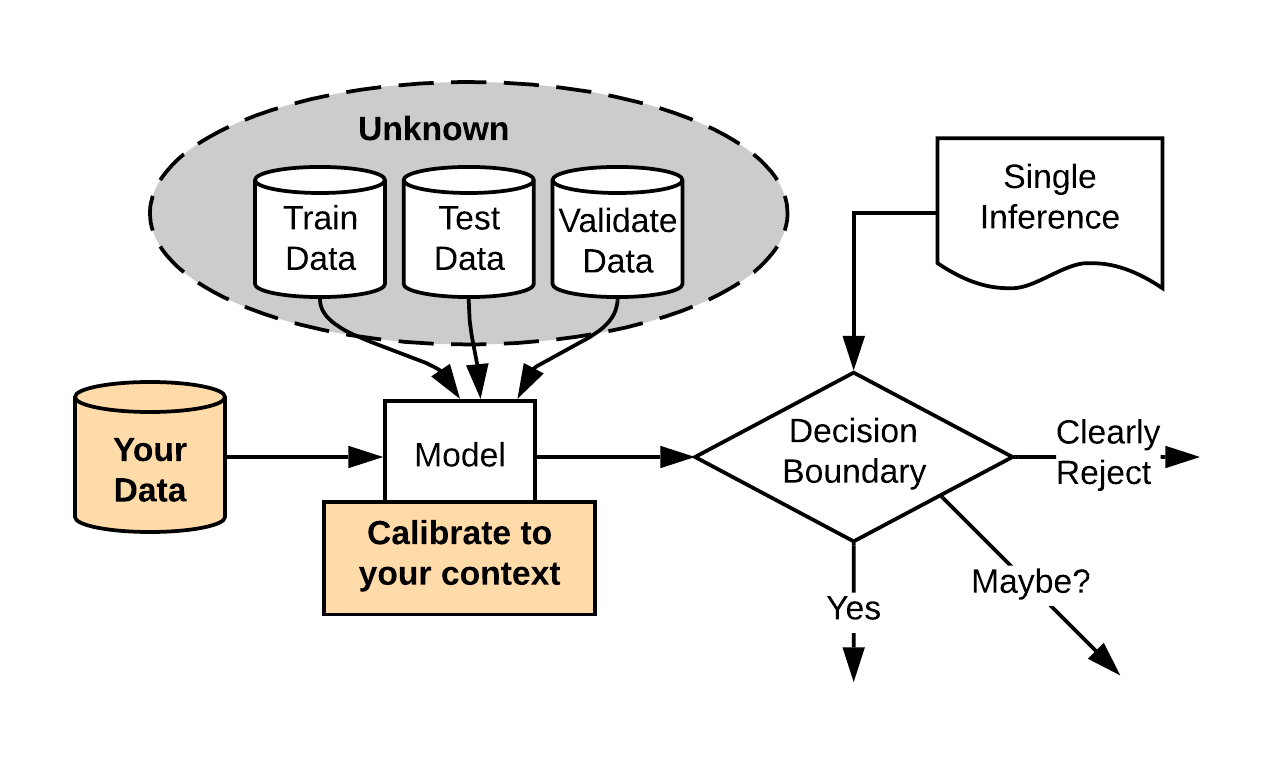 Unknown
Train
Data
Test
Data
Validate
Data
Single
Inference
Your
Data
Model
Calibrate to
your context
Decision
Boundary
Clearly
Reject
Maybe?
Yes